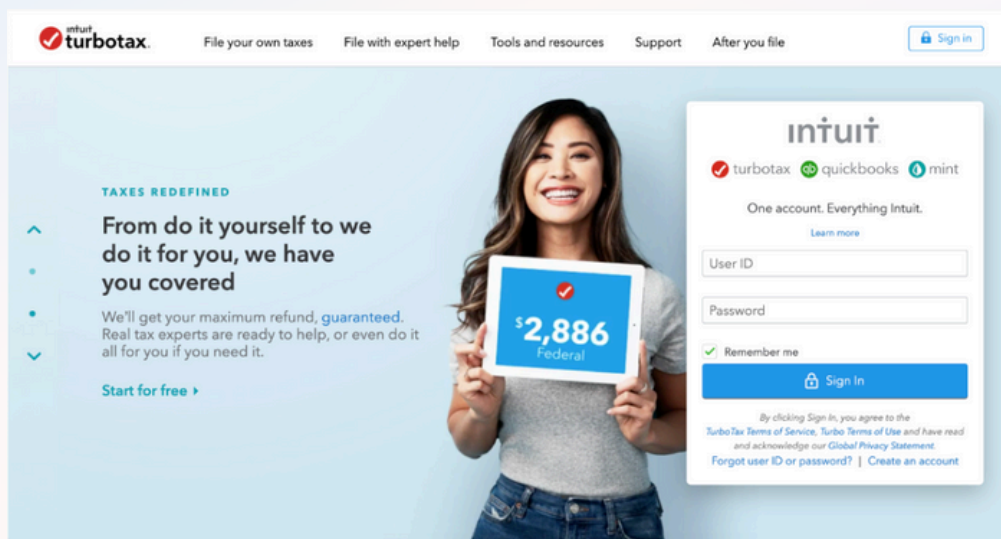 intuit
turbotax.
File your own taxes
File with expert help
Tools and resources
Support
After you file
Sign in
TAXES REDEFINED
From do it yourself to we
do it for you, we have
you covered
We'll get your maximum refund, guaranteed.
Real tax experts are ready to help, or even do it
all for you if you need it.
Start for free
$2,886
Federal
intuit
turbotax qb quickbooks mint
One account. Everything Intuit.
Learn more
User ID
Password
Remember me
Sign In
By clicking Sign In, you agree to the
TurboTax Terms of Service, Turbo Terms of Use and have read
and acknowledge our Global Privacy Statement.
Forgot user ID or password? | Create an account